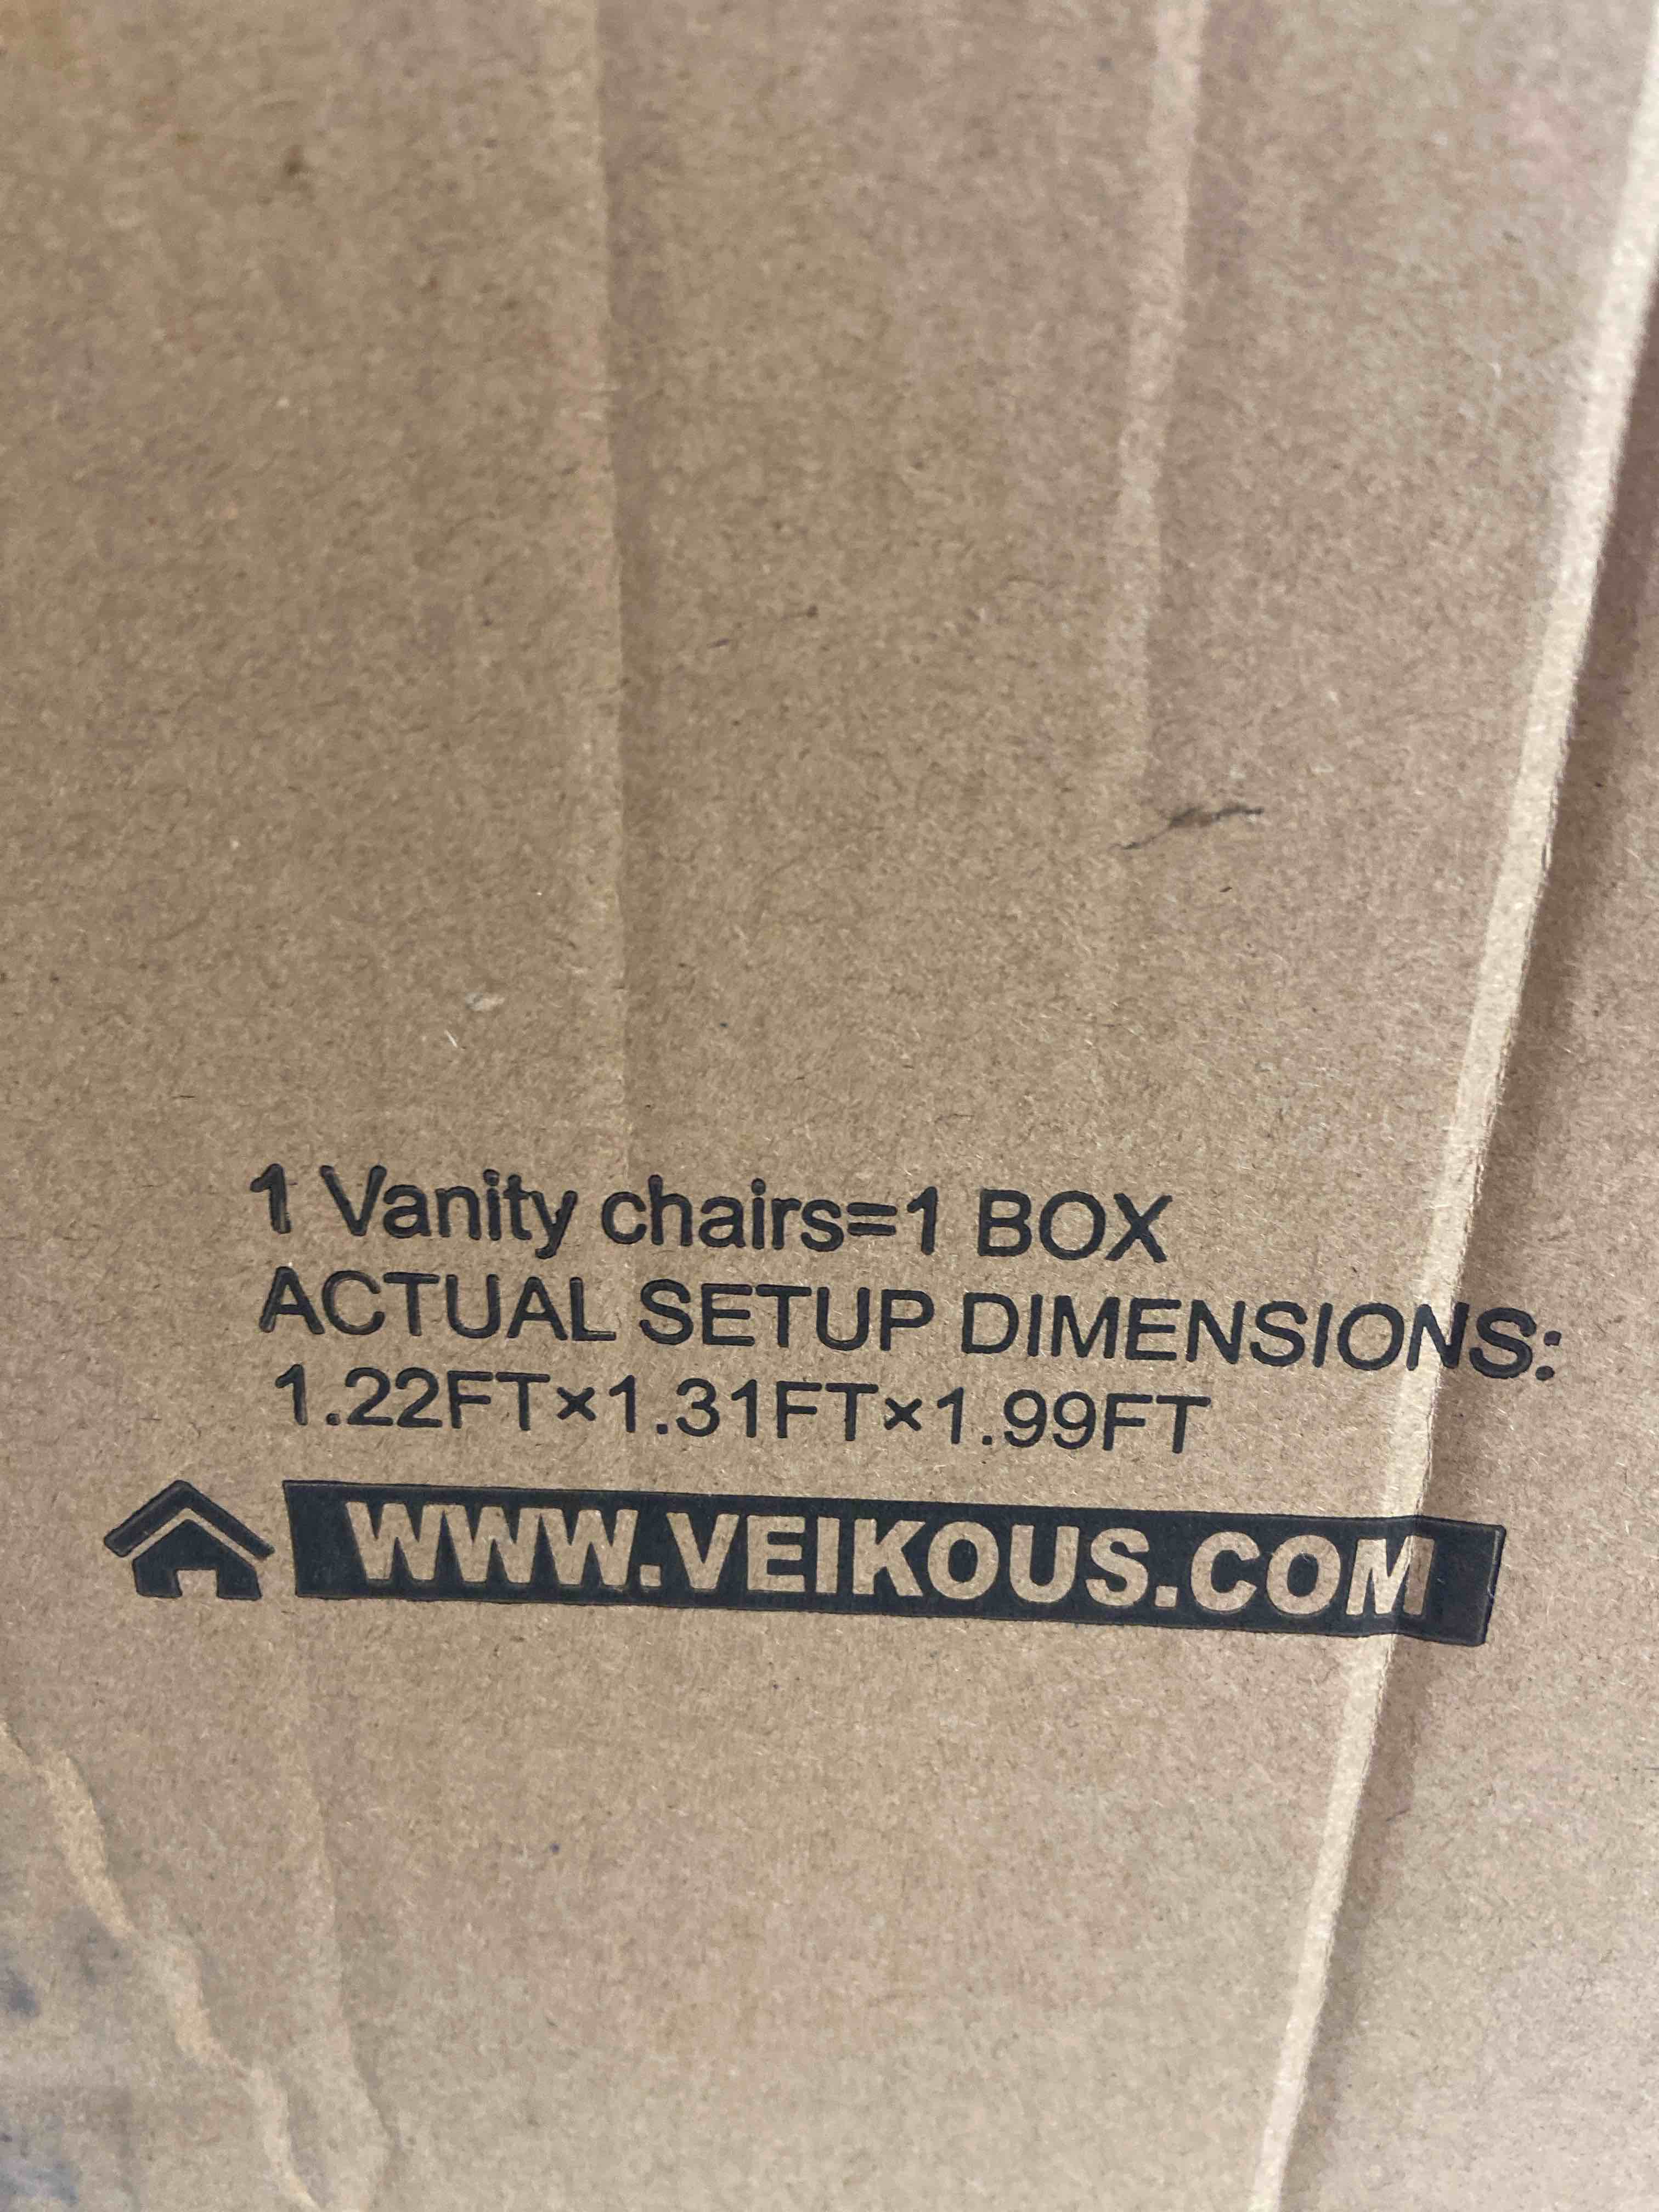 1 Vanity chairs=1 BOX
ACTUAL SETUP DIMENSIONS:
1.22FT×1.31FT×1.99FT
WWW.VEIKOUS.COM